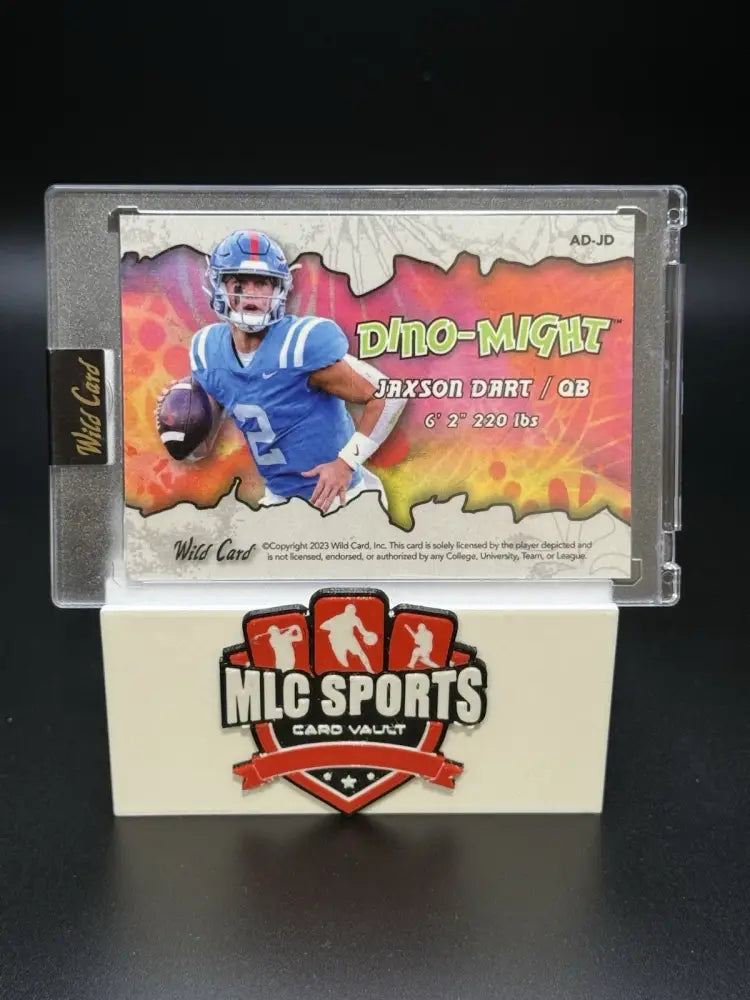 AD-JD
DINO-MIGHT™
JAXSON DART / QB
6' 2" 220 lbs
2
Wild Card
Wild Card
©Copyright 2023 Wild Card, Inc. This card is solely licensed by the player depicted and
is not licensed, endorsed, or authorized by any College, University, Team, or League.
MLC SPORTS
CARD VAULT